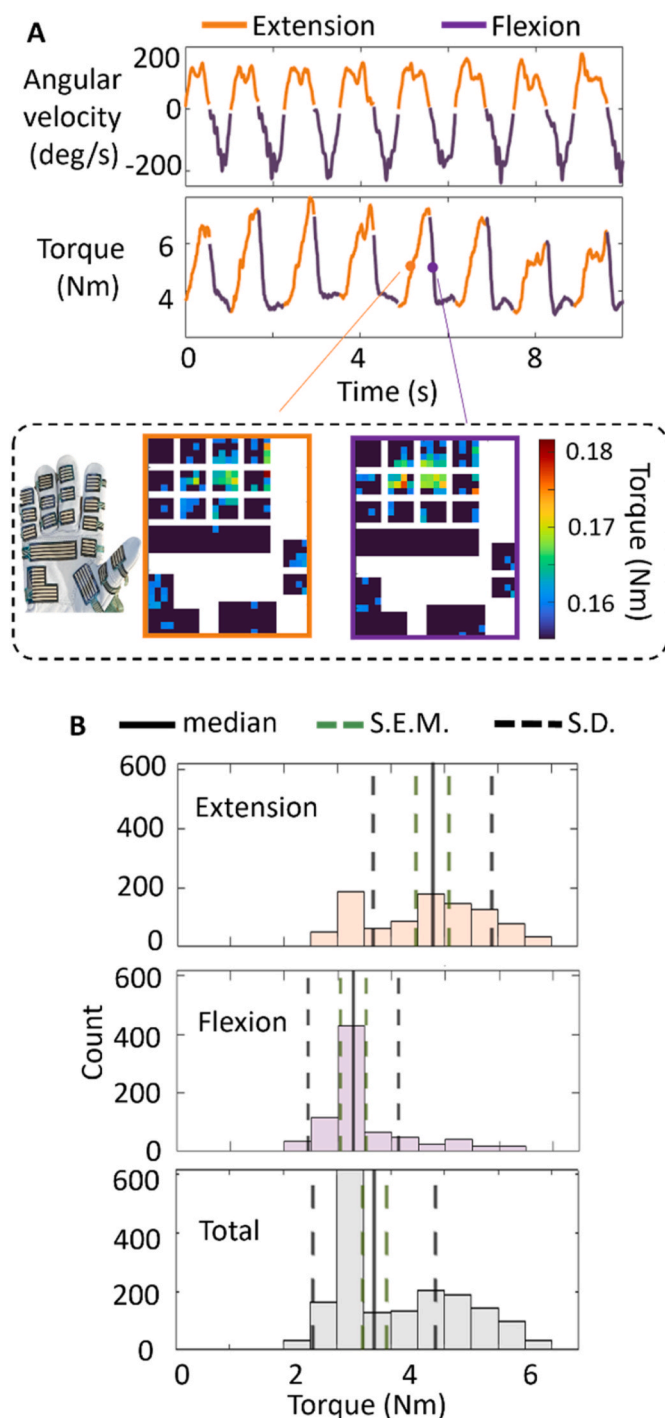 A
Extension Flexion
Angular
velocity
(deg/s)
200
0
-200
Torque
(Nm)
6
4
0 4 8
Time (s)
0.18
0.17
0.16
Torque (Nm)
B
median S.E.M. S.D.
600
400
200
0
Extension
600
400
200
0
Flexion
Count
600
400
200
0
Total
0 2 4 6
Torque (Nm)